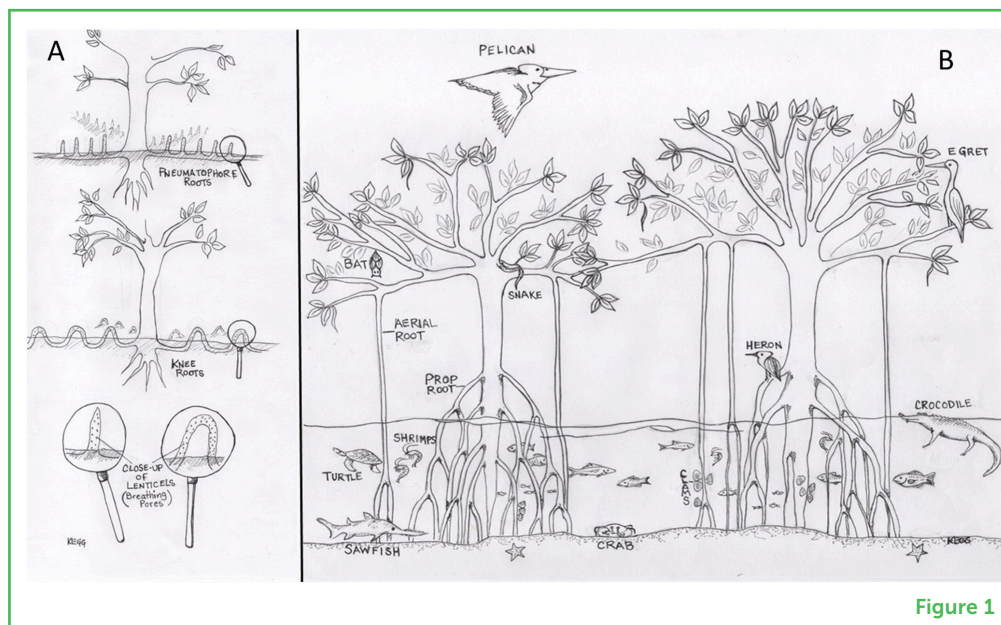 A
PNEUMATOPHORE
ROOTS
KNEE
ROOTS
CLOSE-UP
OF
LENTICELS
(Breathing)
Pores
KEGG
B
PELICAN
EGRET
BAT
SNAKE
AERIAL
ROOT
HERON
PROP
ROOT
CROCODILE
SHRIMPS
TURTLE
CLAMS
SAWFISH
CRAB
KEGG
Figure 1